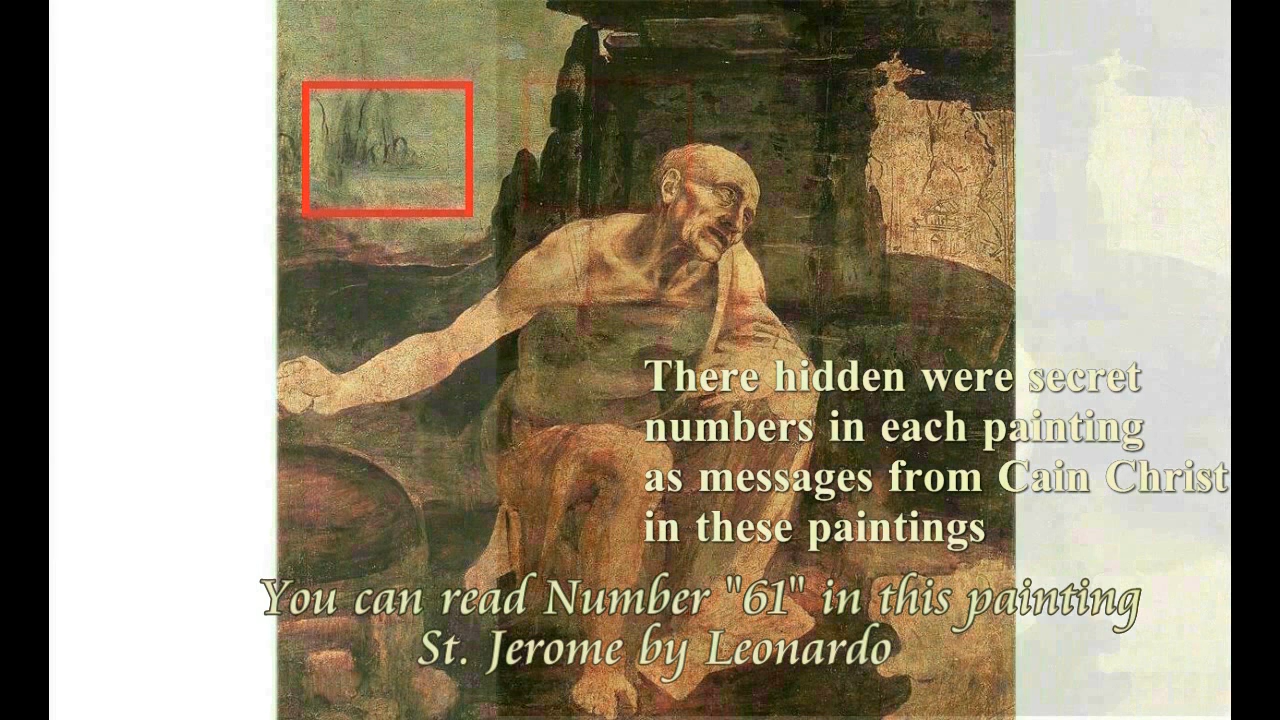 There hidden were secret
numbers in each painting
as messages from Cain Christ
in these paintings
You can read Number "61" in this painting
St. Jerome by Leonardo